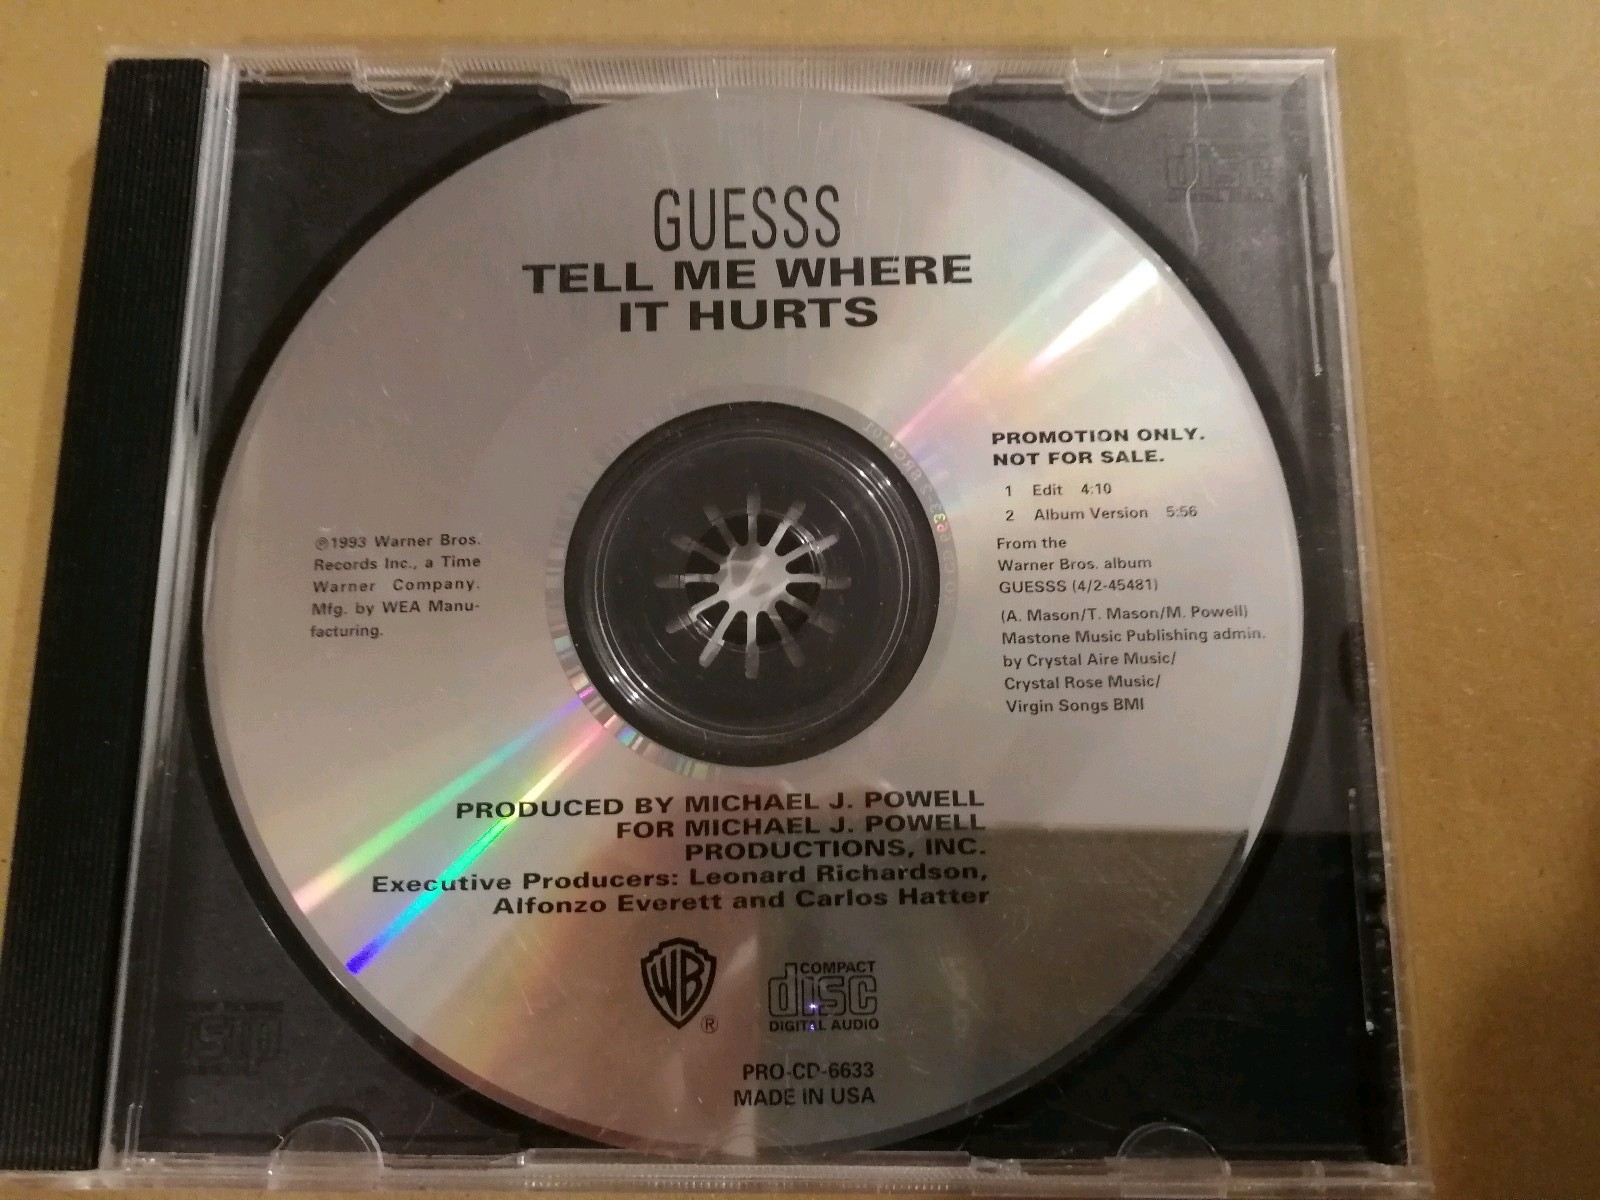 GUESSS
TELL ME WHERE
IT HURTS
PROMOTION ONLY.
NOT FOR SALE.
1 Edit 4:10
2 Album Version 5:56
From the
Warner Bros. album
GUESSS (4/2-45481)
(A. Mason/T. Mason/M. Powell)
Mastone Music Publishing admin.
by Crystal Aire Music/
Crystal Rose Music/
Virgin Songs BMI
℗1993 Warner Bros.
Records Inc., a Time
Warner Company.
Mfg. by WEA Manu-
facturing.
PRODUCED BY MICHAEL J. POWELL
FOR MICHAEL J. POWELL
PRODUCTIONS, INC.
Executive Producers: Leonard Richardson,
Alfonzo Everett and Carlos Hatter
WB ®
COMPACT
disc
DIGITAL AUDIO
PRO-CD-6633
MADE IN USA
disc